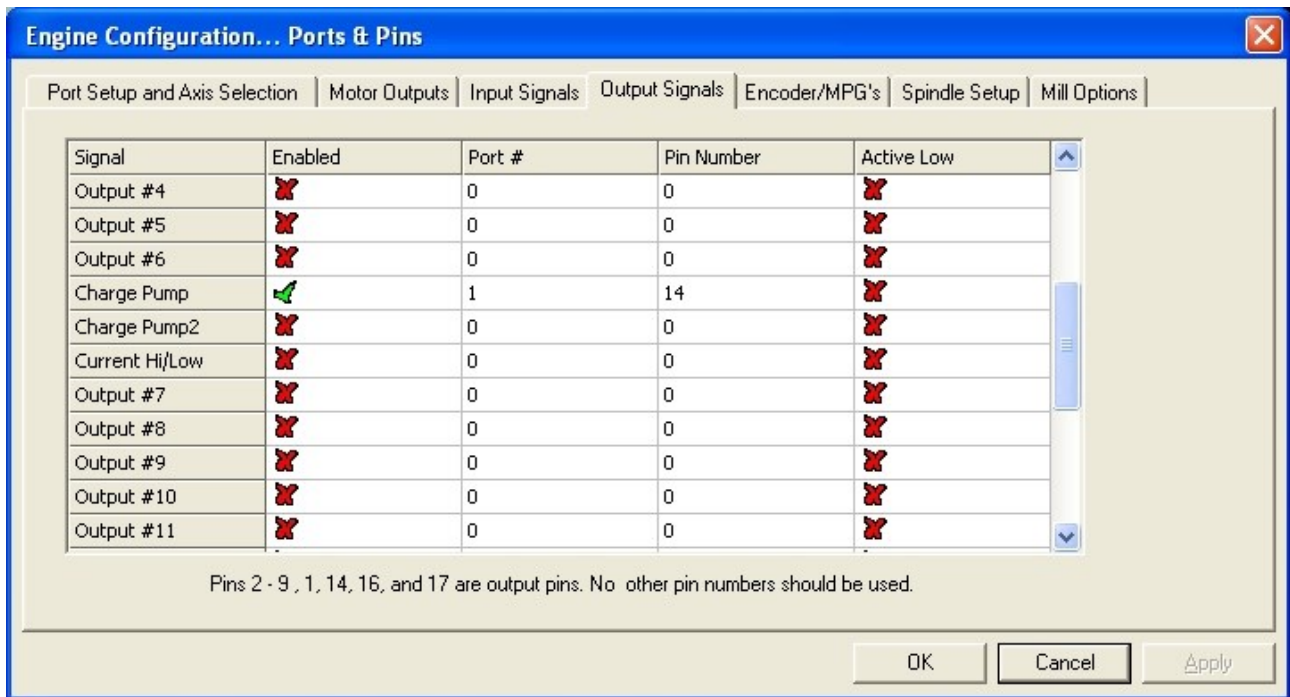 Engine Configuration... Ports & Pins
Port Setup and Axis Selection Motor Outputs Input Signals Output Signals Encoder/MPG's Spindle Setup Mill Options
Signal Enabled Port # Pin Number Active Low
Output #4 0 0
Output #5 0 0
Output #6 0 0
Charge Pump 1 14
Charge Pump2 0 0
Current Hi/Low 0 0
Output #7 0 0
Output #8 0 0
Output #9 0 0
Output #10 0 0
Output #11 0 0
Pins 2 - 9 , 1, 14, 16, and 17 are output pins. No other pin numbers should be used.
OK Cancel Apply